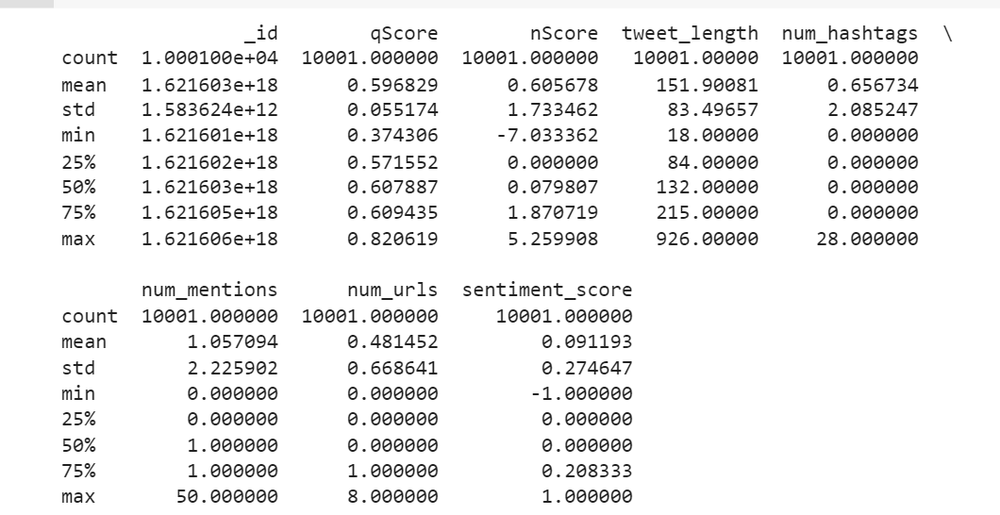 _id qScore nScore tweet_length num_hashtags \
count 1.000100e+04 10001.000000 10001.000000 10001.00000 10001.000000
mean 1.621603e+18 0.596829 0.605678 151.90081 0.656734
std 1.583624e+12 0.055174 1.733462 83.49657 2.085247
min 1.621601e+18 0.374306 -7.033362 18.00000 0.000000
25% 1.621602e+18 0.571552 0.000000 84.00000 0.000000
50% 1.621603e+18 0.607887 0.079807 132.00000 0.000000
75% 1.621605e+18 0.609435 1.870719 215.00000 0.000000
max 1.621606e+18 0.820619 5.259908 926.00000 28.000000
num_mentions num_urls sentiment_score
count 10001.000000 10001.000000 10001.000000
mean 1.057094 0.481452 0.091193
std 2.225902 0.668641 0.274647
min 0.000000 0.000000 -1.000000
25% 0.000000 0.000000 0.000000
50% 1.000000 0.000000 0.000000
75% 1.000000 1.000000 0.208333
max 50.000000 8.000000 1.000000